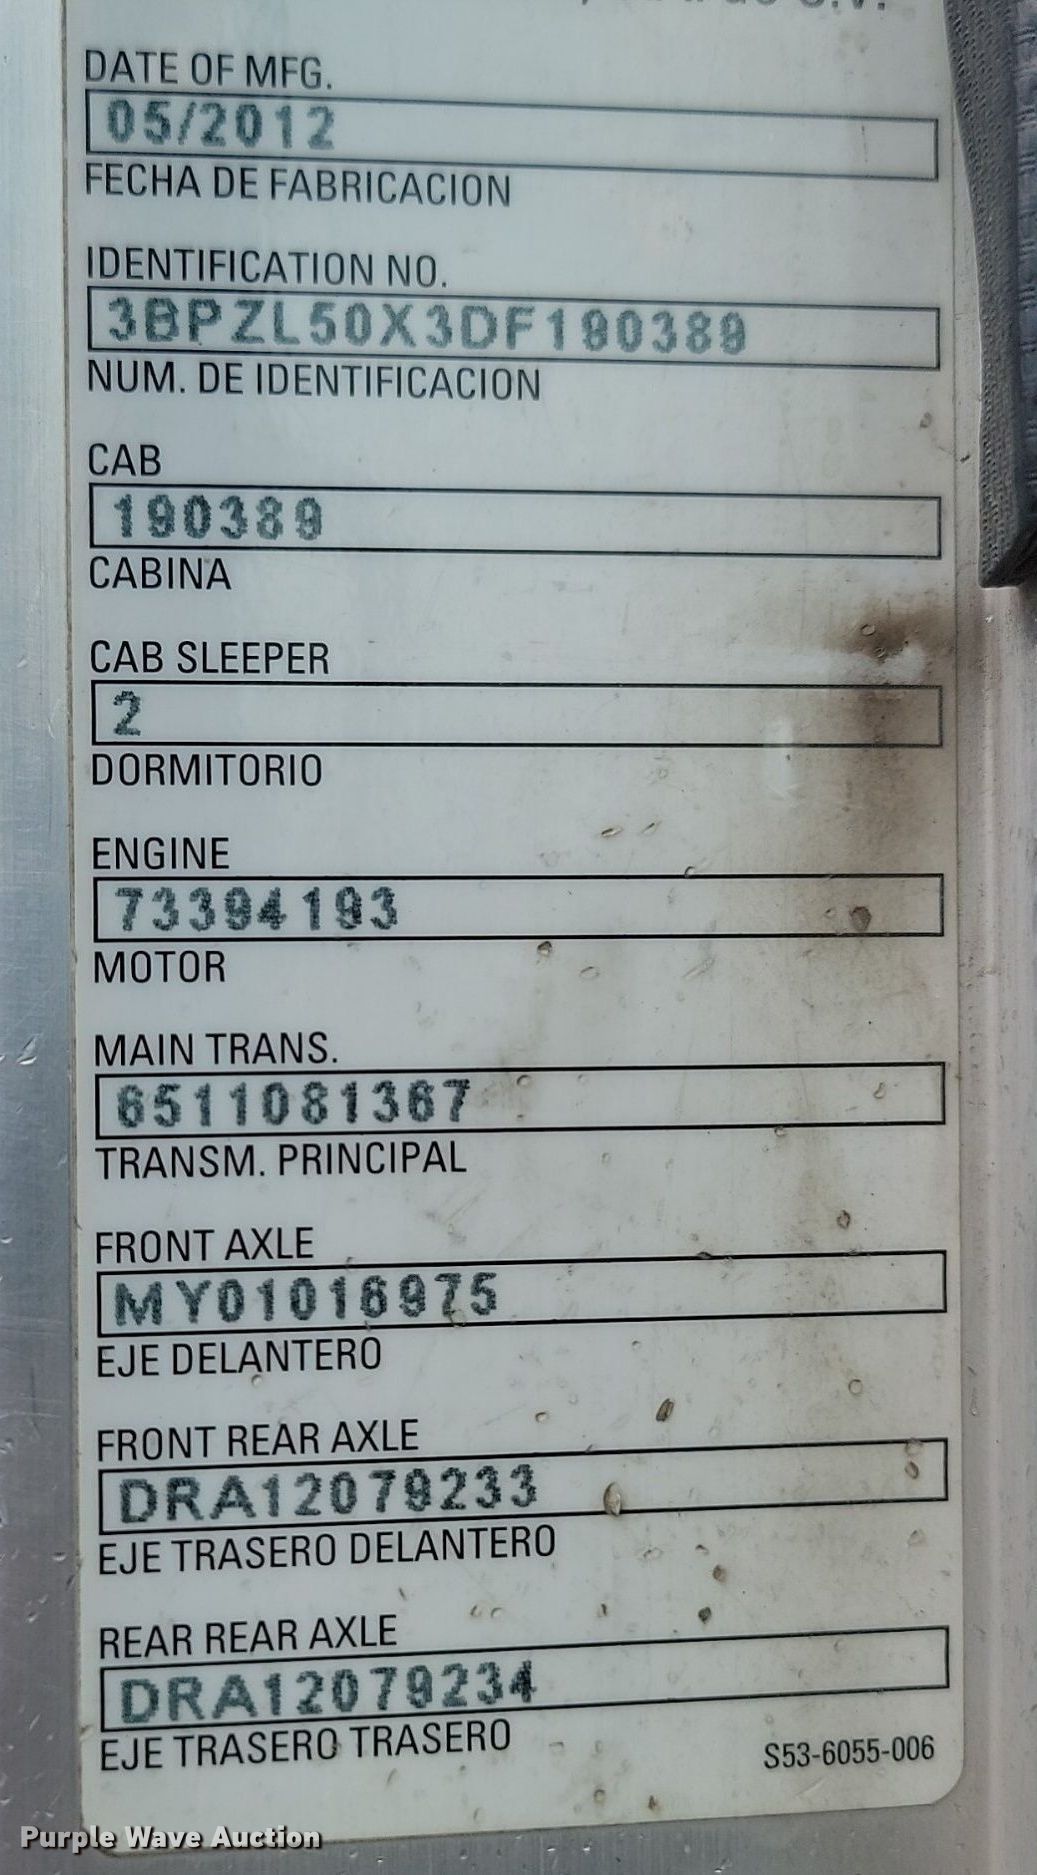 DATE OF MFG.
05/2012
FECHA DE FABRICACION
IDENTIFICATION NO.
3BPZL50X3DF190389
NUM. DE IDENTIFICACION
CAB
190389
CABINA
CAB SLEEPER
2
DORMITORIO
ENGINE
73394193
MOTOR
MAIN TRANS.
6511081367
TRANSM. PRINCIPAL
FRONT AXLE
MY01016975
EJE DELANTERO
FRONT REAR AXLE
DRA12079233
EJE TRASERO DELANTERO
REAR REAR AXLE
DRA12079234
EJE TRASERO TRASERO
S53-6055-006
Purple Wave Auction